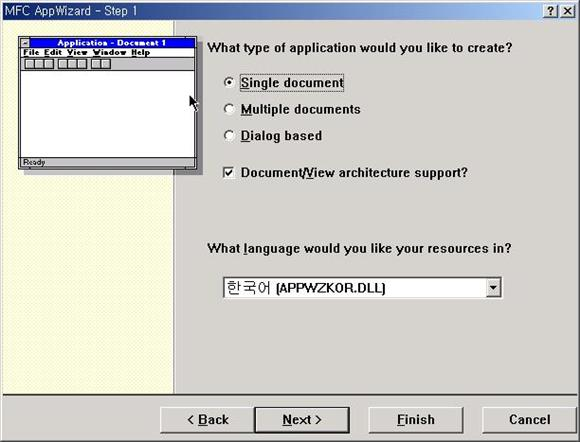 MFC AppWizard - Step 1
Application - Document 1
File Edit View Window Help
Ready
What type of application would you like to create?
Single document
Multiple documents
Dialog based
Document/View architecture support?
What language would you like your resources in?
한국어 (APPWZKOR.DLL)
< Back
Next >
Finish
Cancel